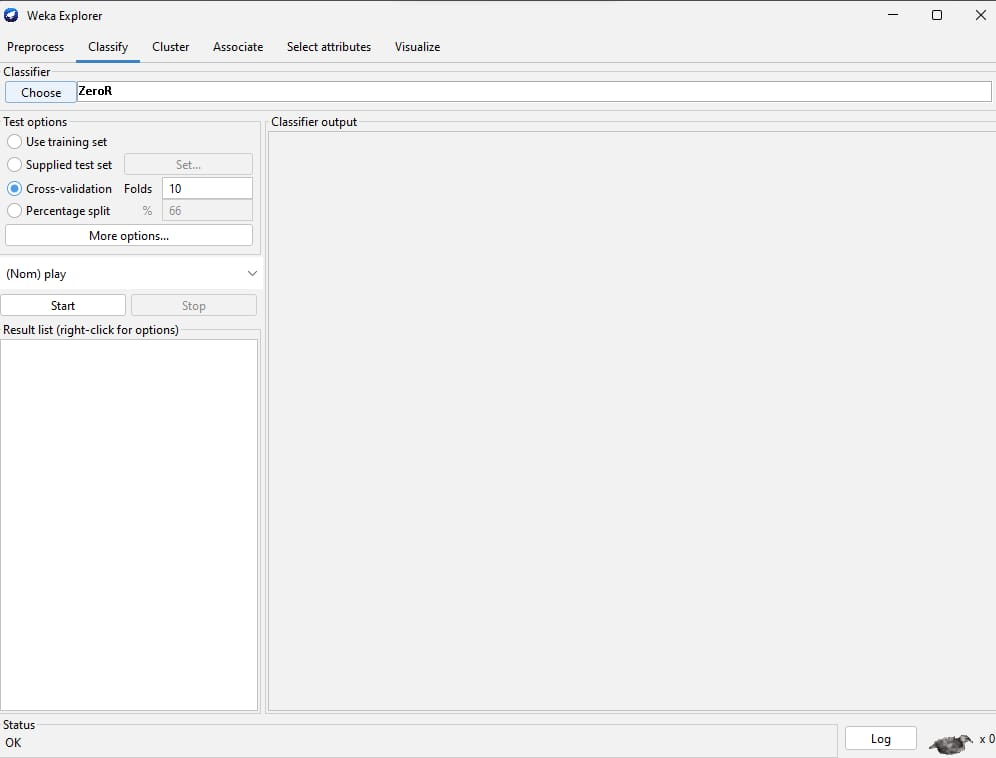 Weka Explorer
Preprocess Classify Cluster Associate Select attributes Visualize
Classifier
Choose ZeroR
Test options
Use training set
Supplied test set Set...
Cross-validation Folds 10
Percentage split % 66
More options...
(Nom) play
Start Stop
Result list (right-click for options)
Classifier output
Status
OK
Log x 0